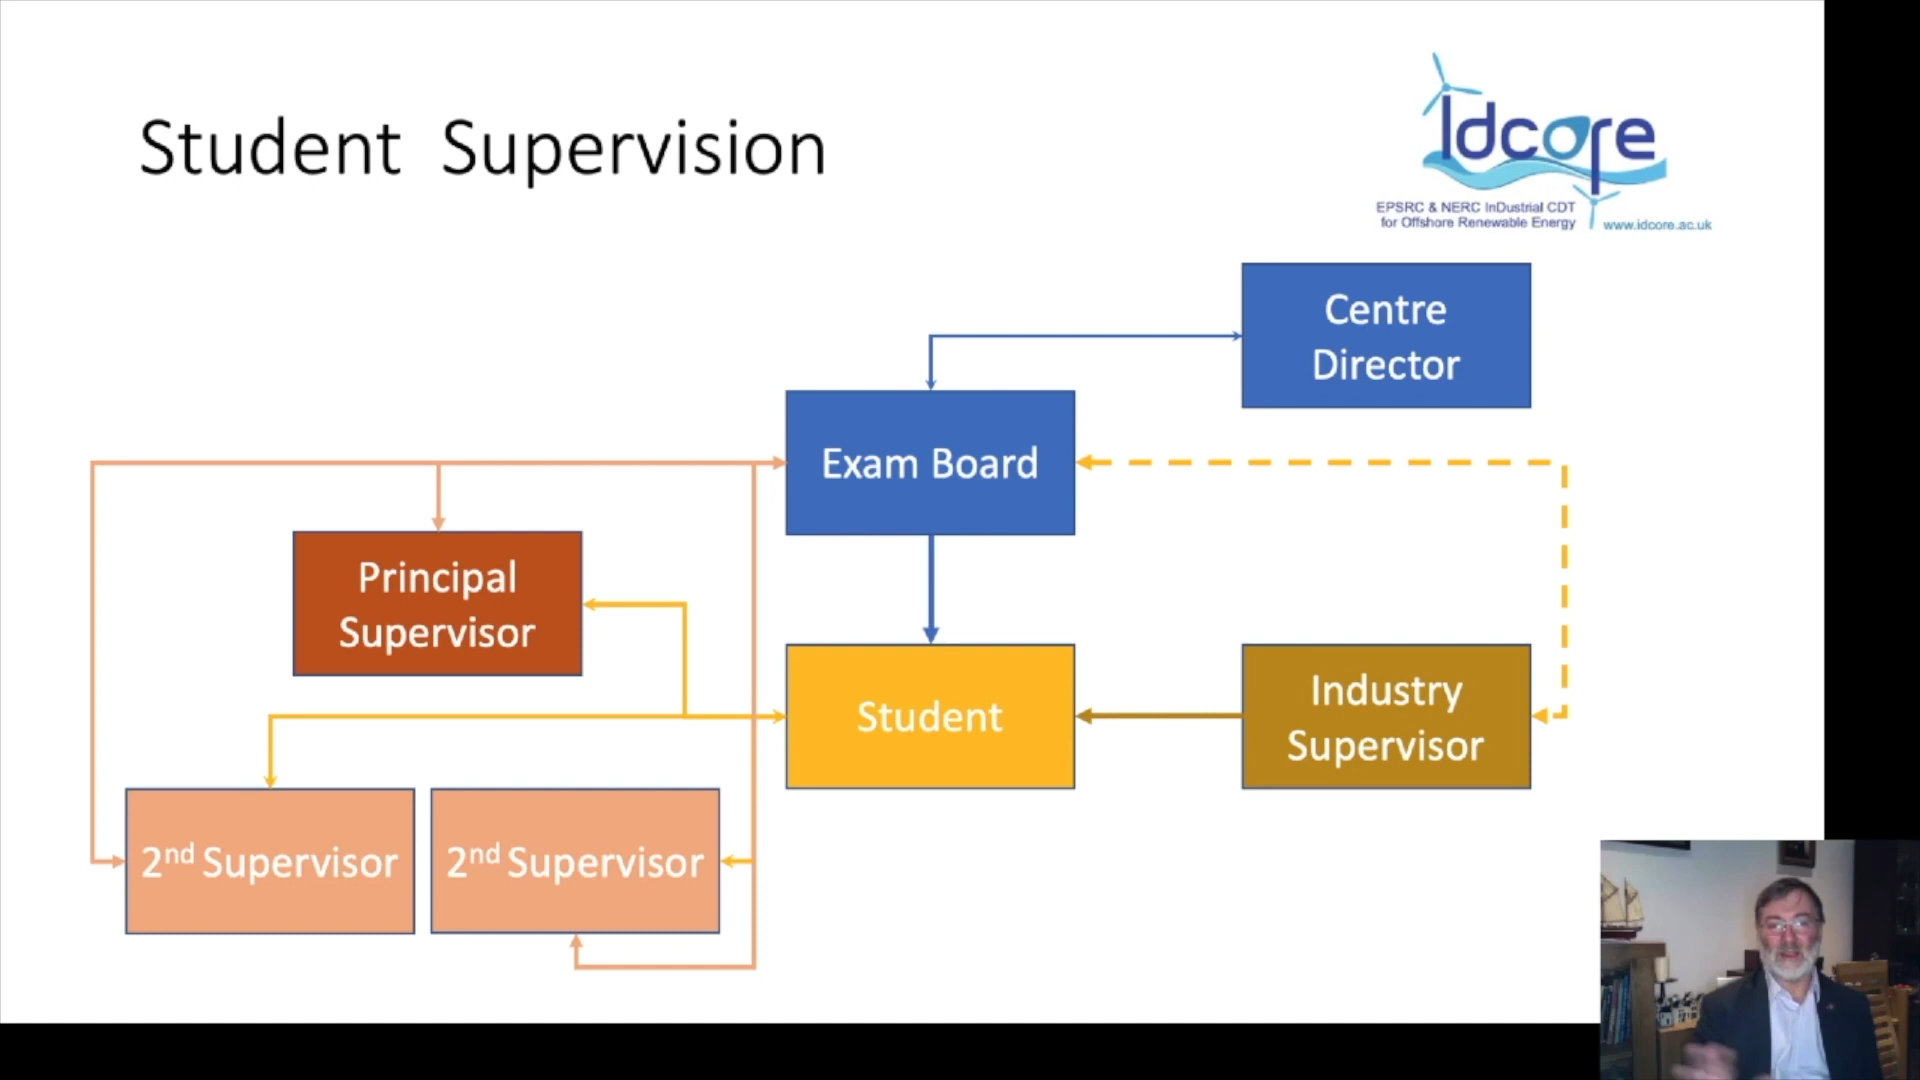 Student Supervision
Idcore
EPSRC & NERC InDustrial CDT
for Offshore Renewable Energy
www.idcore.ac.uk
Centre
Director
Exam Board
Principal
Supervisor
Student
Industry
Supervisor
2nd Supervisor
2nd Supervisor